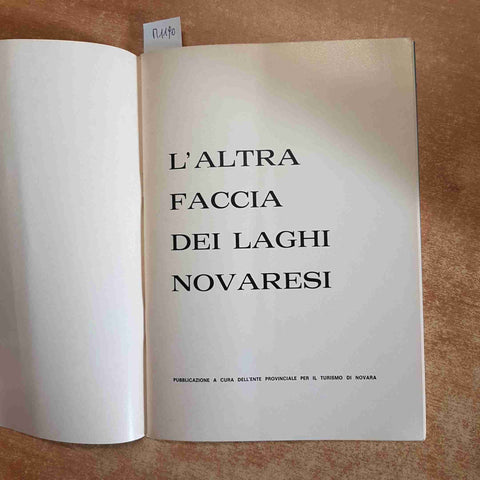 L'ALTRA
FACCIA
DEI LAGHI
NOVARESI
PUBBLICAZIONE A CURA DELL'ENTE PROVINCIALE PER IL TURISMO DI NOVARA